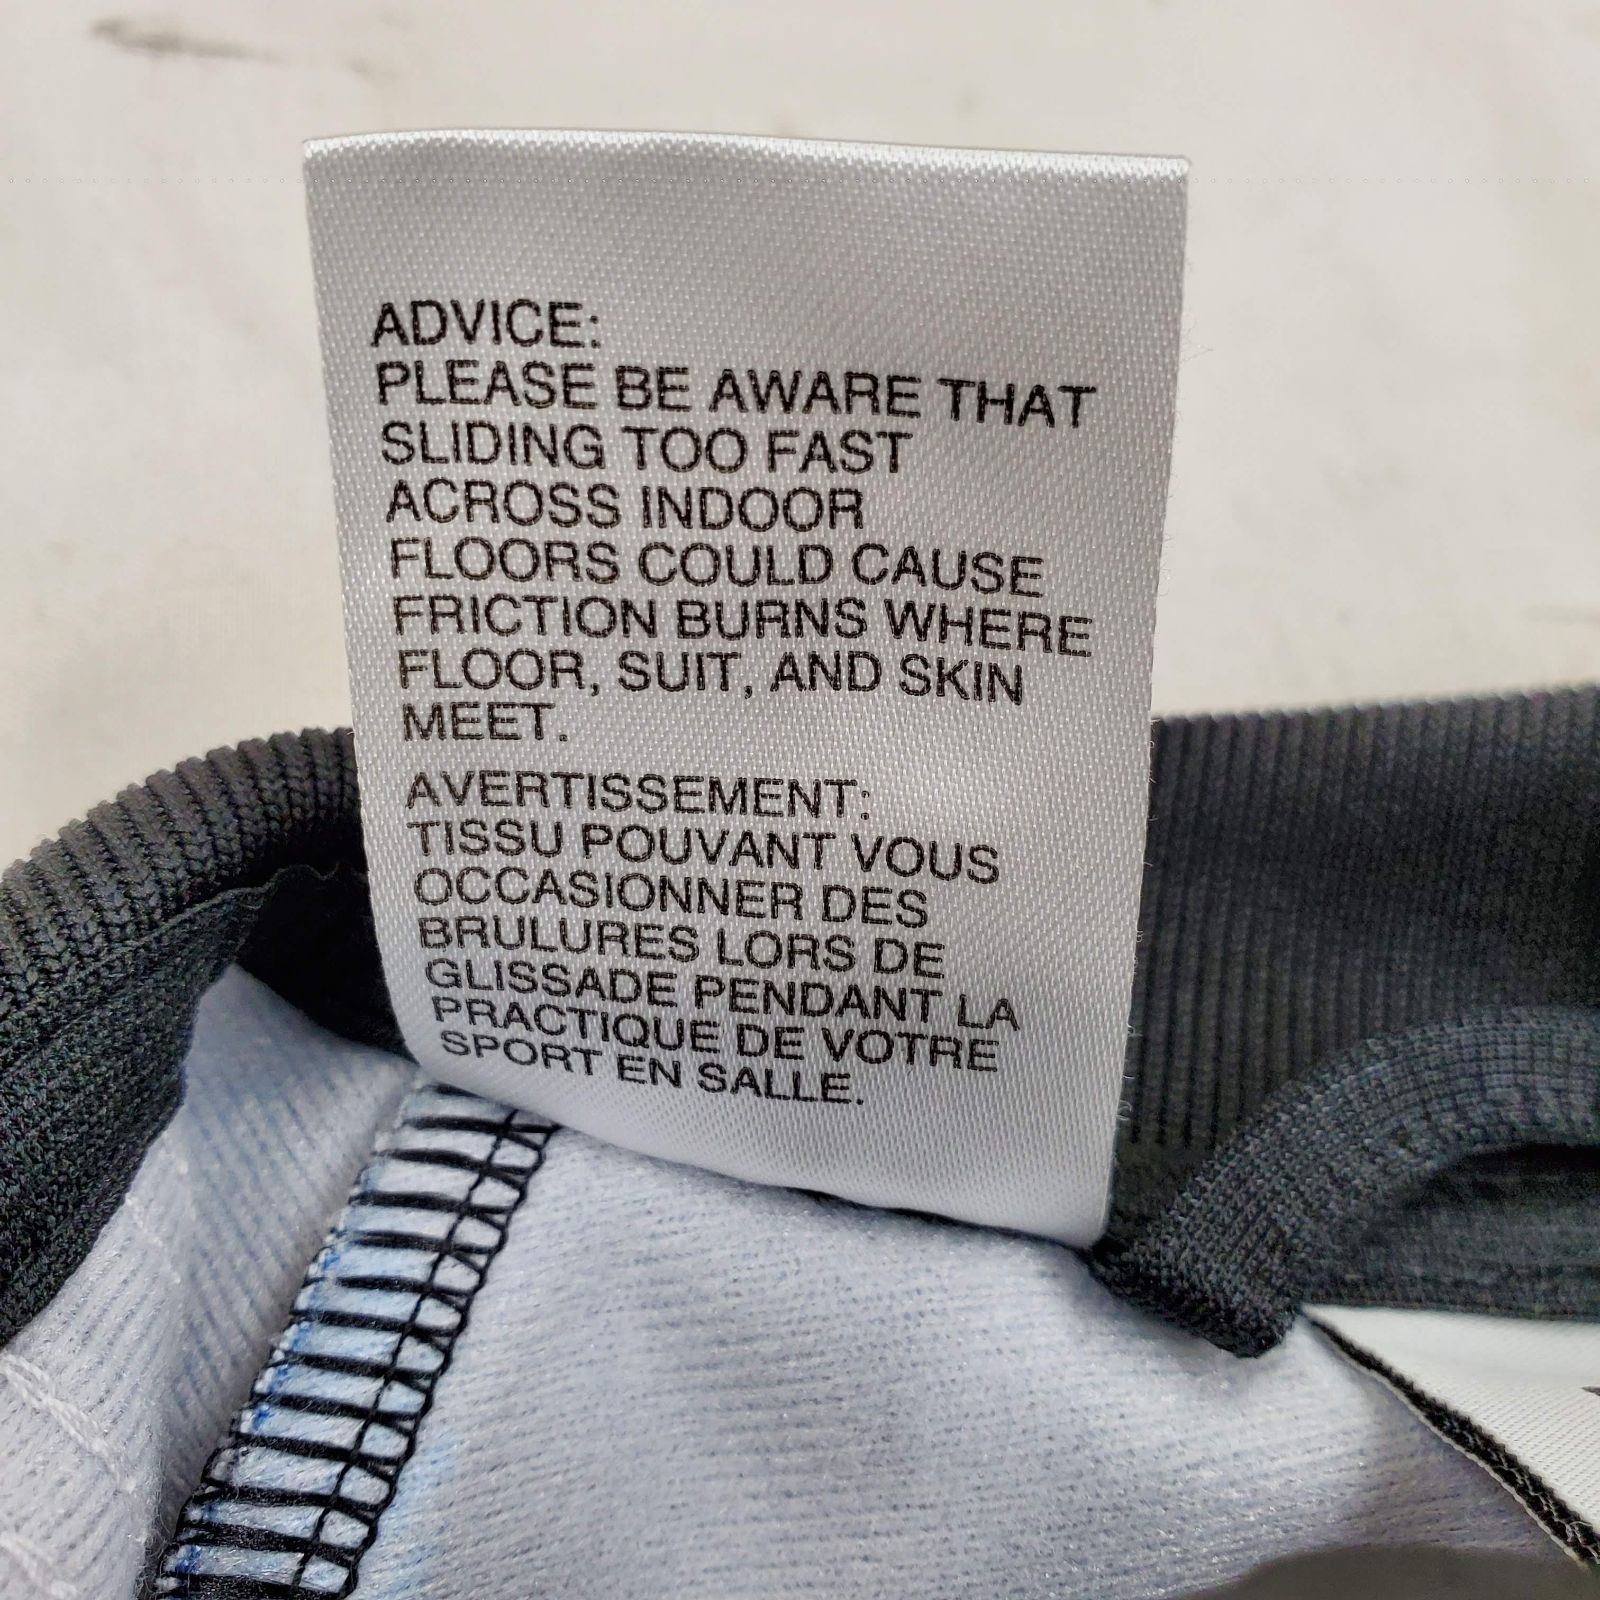 ADVICE:
PLEASE BE AWARE THAT
SLIDING TOO FAST
ACROSS INDOOR
FLOORS COULD CAUSE
FRICTION BURNS WHERE
FLOOR, SUIT, AND SKIN
MEET.
AVERTISSEMENT:
TISSU POUVANT VOUS
OCCASIONNER DES
BRULURES LORS DE
GLISSADE PENDANT LA
PRACTIQUE DE VOTRE
SPORT EN SALLE.